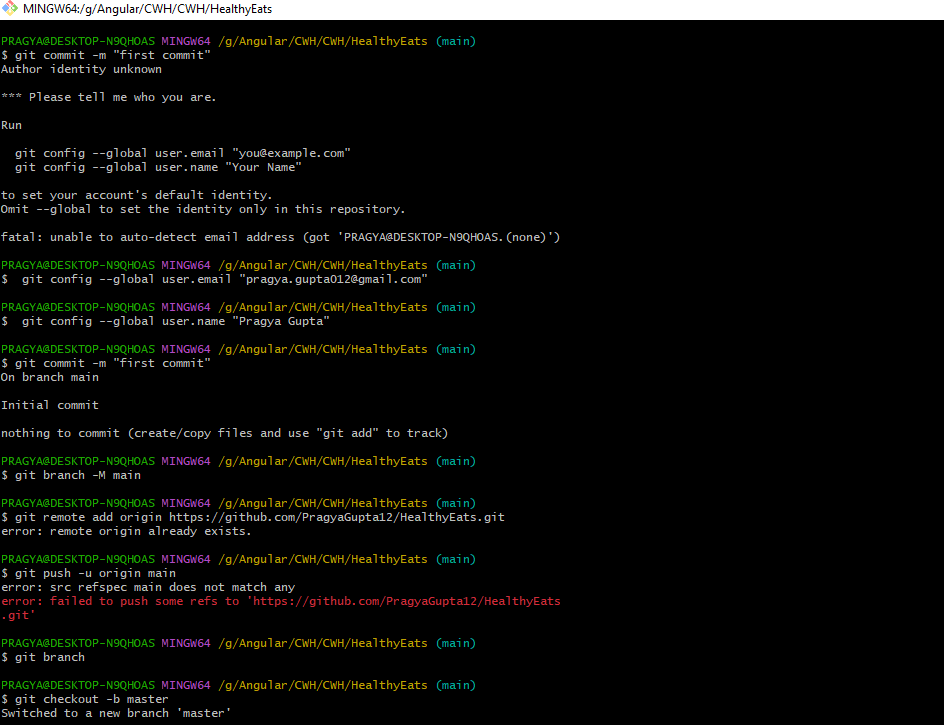 MINGW64:/g/Angular/CWH/CWH/HealthyEats
PRAGYA@DESKTOP-N9QHOAS MINGW64 /g/Angular/CWH/CWH/HealthyEats (main)
$ git commit -m "first commit"
Author identity unknown
*** Please tell me who you are.
Run
  git config --global user.email "you@example.com"
  git config --global user.name "Your Name"
to set your account's default identity.
Omit --global to set the identity only in this repository.
fatal: unable to auto-detect email address (got 'PRAGYA@DESKTOP-N9QHOAS.(none)')
PRAGYA@DESKTOP-N9QHOAS MINGW64 /g/Angular/CWH/CWH/HealthyEats (main)
$  git config --global user.email "pragya.gupta012@gmail.com"
PRAGYA@DESKTOP-N9QHOAS MINGW64 /g/Angular/CWH/CWH/HealthyEats (main)
$  git config --global user.name "Pragya Gupta"
PRAGYA@DESKTOP-N9QHOAS MINGW64 /g/Angular/CWH/CWH/HealthyEats (main)
$ git commit -m "first commit"
On branch main
Initial commit
nothing to commit (create/copy files and use "git add" to track)
PRAGYA@DESKTOP-N9QHOAS MINGW64 /g/Angular/CWH/CWH/HealthyEats (main)
$ git branch -M main
PRAGYA@DESKTOP-N9QHOAS MINGW64 /g/Angular/CWH/CWH/HealthyEats (main)
$ git remote add origin https://github.com/PragyaGupta12/HealthyEats.git
error: remote origin already exists.
PRAGYA@DESKTOP-N9QHOAS MINGW64 /g/Angular/CWH/CWH/HealthyEats (main)
$ git push -u origin main
error: src refspec main does not match any
error: failed to push some refs to 'https://github.com/PragyaGupta12/HealthyEats
.git'
PRAGYA@DESKTOP-N9QHOAS MINGW64 /g/Angular/CWH/CWH/HealthyEats (main)
$ git branch
PRAGYA@DESKTOP-N9QHOAS MINGW64 /g/Angular/CWH/CWH/HealthyEats (main)
$ git checkout -b master
Switched to a new branch 'master'